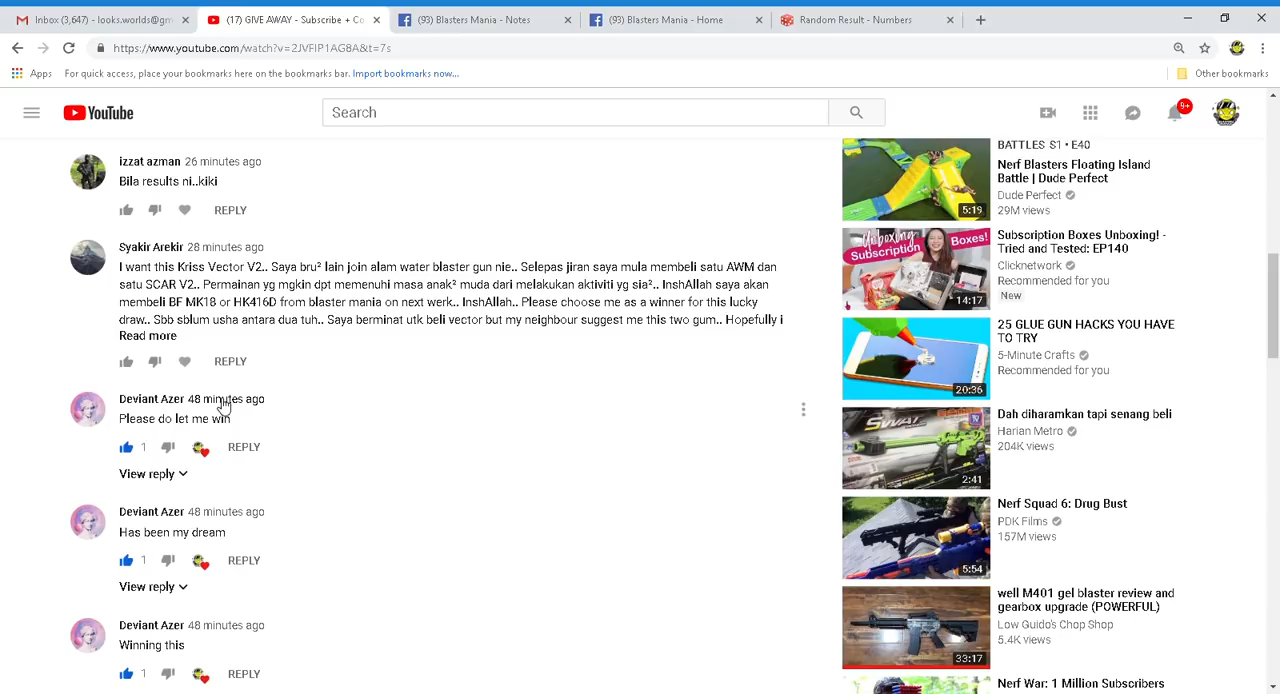 Inbox (3,647) - looks.worlds@gm
(17) GIVE AWAY - Subscribe + Co
(93) Blasters Mania - Notes
(93) Blasters Mania - Home
Random Result - Numbers
https://www.youtube.com/watch?v=2JVFIP1AG8A&t=7s
Apps
For quick access, place your bookmarks here on the bookmarks bar. Import bookmarks now...
Other bookmarks
YouTube
Search
9+
izzat azman 26 minutes ago
Bila results ni..kiki
REPLY
Syakir Arekir 28 minutes ago
I want this Kriss Vector V2.. Saya bru² lain join alam water blaster gun nie.. Selepas jiran saya mula membeli satu AWM dan
satu SCAR V2.. Permainan yg mgkin dpt memenuhi masa anak² muda dari melakukan aktiviti yg sia².. InshAllah saya akan
membeli BF MK18 or HK416D from blaster mania on next werk.. InshAllah.. Please choose me as a winner for this lucky
draw.. Sbb serum usha antara dua tuh.. Saya berminat utk beli vector but my neighbour suggest me this two gum.. Hopefully i
Read more
REPLY
Deviant Azer 48 minutes ago
Please do let me win
1
REPLY
View reply
Deviant Azer 48 minutes ago
Has been my dream
1
REPLY
View reply
Deviant Azer 48 minutes ago
Winning this
REPLY
BATTLES S1 • E40
Nerf Blasters Floating Island
Battle | Dude Perfect
Dude Perfect
29M views
5:19
Subscription Boxes Unboxing! -
Tried and Tested: EP140
Clicknetwork
Recommended for you
New
Unboxing
Subscription Boxes!
14:17
25 GLUE GUN HACKS YOU HAVE
TO TRY
5-Minute Crafts
Recommended for you
20:36
Dah diharamkan tapi senang beli
Harian Metro
204K views
SWAT
2:41
Nerf Squad 6: Drug Bust
PDK Films
157M views
5:54
well M401 gel blaster review and
gearbox upgrade (POWERFUL)
Low Guido's Chop Shop
5.4K views
33:17
Nerf War: 1 Million Subscribers